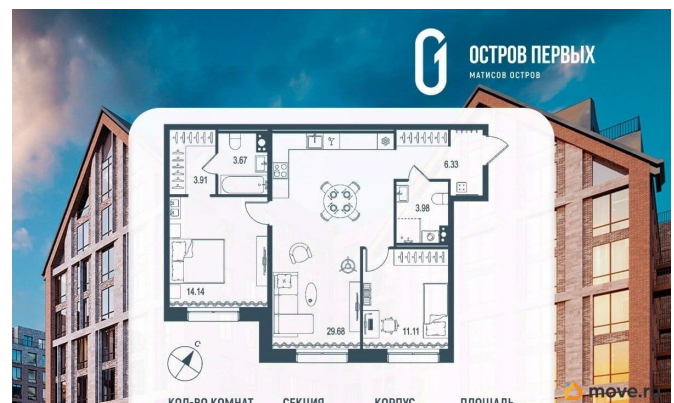 ОСТРОВ ПЕРВЫХ
МАТИСОВ ОСТРОВ
3.67
3.91
6.33
3.98
14.14
29.68
11.11
С
КОЛ-ВО КОМНАТ СЕКЦИЯ КОРПУС ПЛОЩАДЬ
move.ru